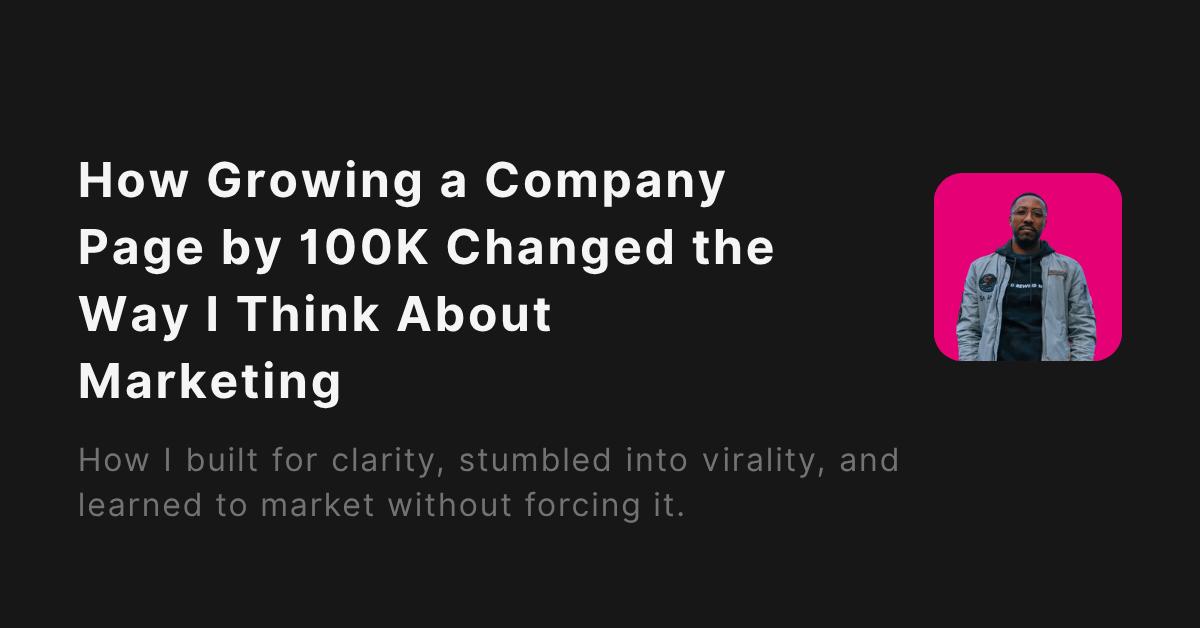 How Growing a Company
Page by 100K Changed the
Way I Think About
Marketing
How I built for clarity, stumbled into virality, and
learned to market without forcing it.